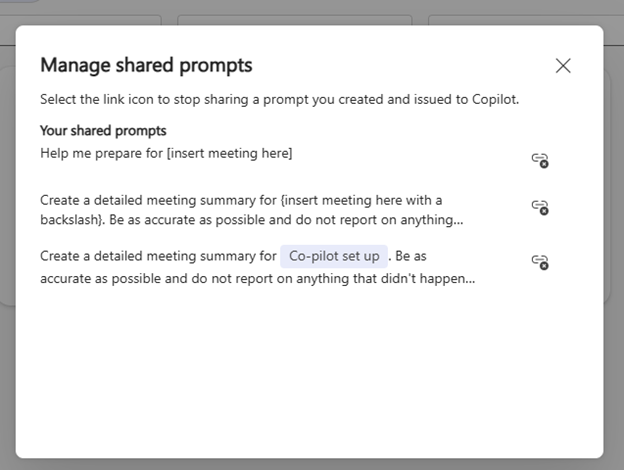 Manage shared prompts
Select the link icon to stop sharing a prompt you created and issued to Copilot.
Your shared prompts
Help me prepare for [insert meeting here]
Create a detailed meeting summary for {insert meeting here with a
backslash}. Be as accurate as possible and do not report on anything...
Create a detailed meeting summary for Co-pilot set up . Be as
accurate as possible and do not report on anything that didn't happen...